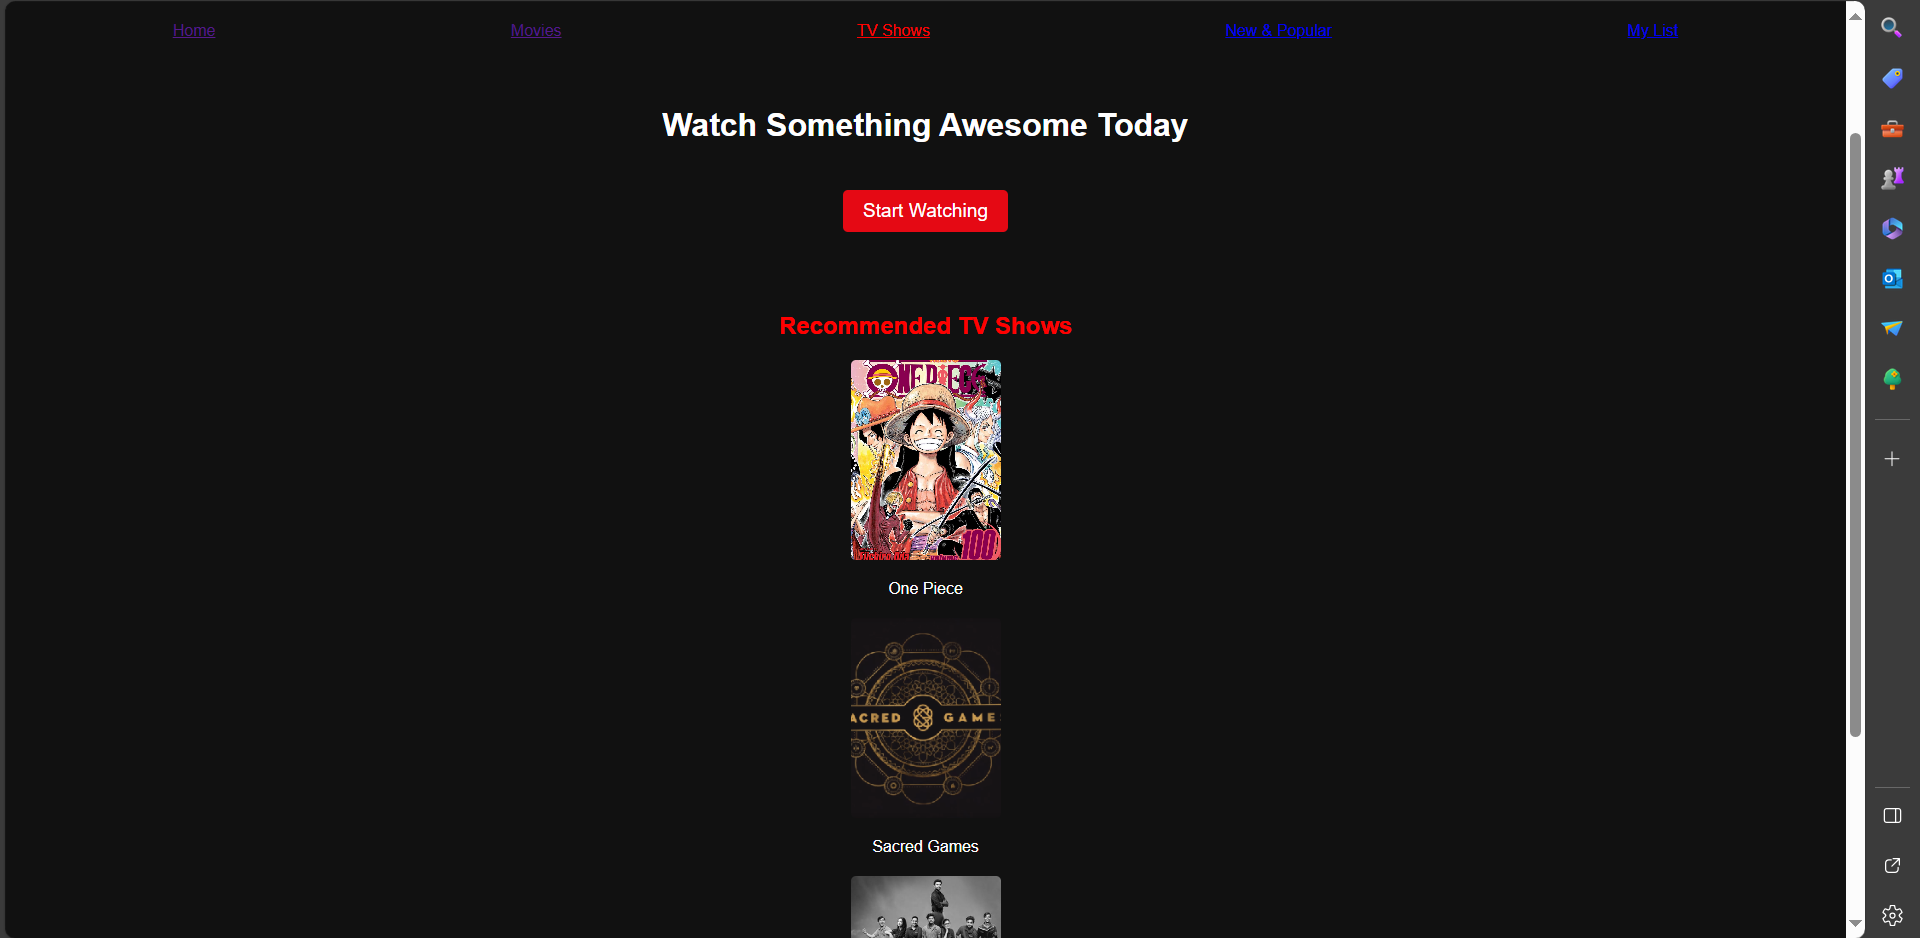 Home Movies TV Shows New & Popular My List
Watch Something Awesome Today
Start Watching
Recommended TV Shows
ONE PIECE
100
One Piece
ACRED GAME
Sacred Games